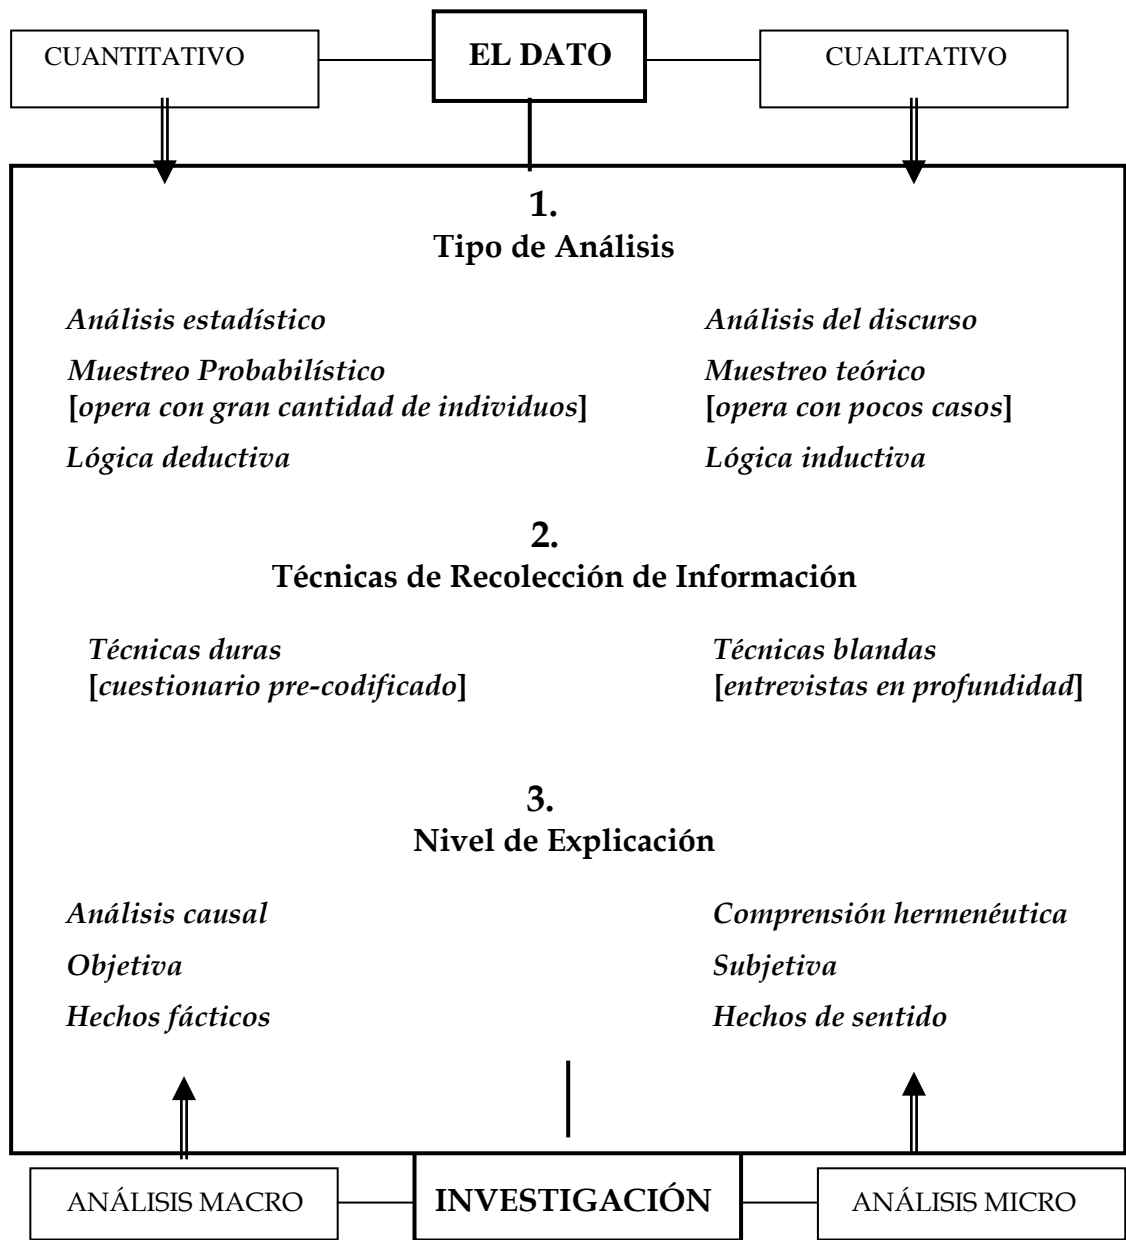 CUANTITATIVO
EL DATO
CUALITATIVO
1.
Tipo de Análisis
Análisis estadístico
Análisis del discurso
Muestreo Probabilístico
[opera con gran cantidad de individuos]
Muestreo teórico
[opera con pocos casos]
Lógica deductiva
Lógica inductiva
2.
Técnicas de Recolección de Información
Técnicas duras
[cuestionario pre-codificado]
Técnicas blandas
[entrevistas en profundidad]
3.
Nivel de Explicación
Análisis causal
Comprensión hermenéutica
Objetiva
Subjetiva
Hechos fácticos
Hechos de sentido
ANÁLISIS MACRO
INVESTIGACIÓN
ANÁLISIS MICRO